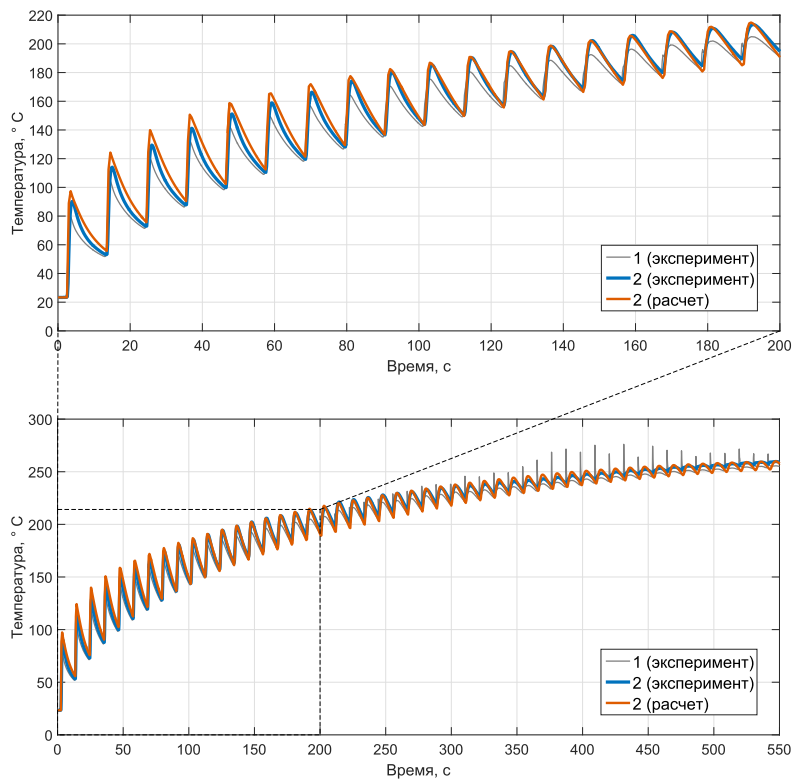 220
200
180
160
140
120
100
80
60
40
20
0
Температура, ° C
1 (эксперимент)
2 (эксперимент)
2 (расчет)
0 20 40 60 80 100 120 140 160 180 200
Время, с
300
250
200
150
100
50
0
Температура, ° C
1 (эксперимент)
2 (эксперимент)
2 (расчет)
0 50 100 150 200 250 300 350 400 450 500 550
Время, с